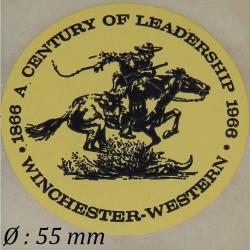 · 1866 A CENTURY OF LEADERSHIP 1966 ·
WINCHESTER-WESTERN
Ø : 55 mm